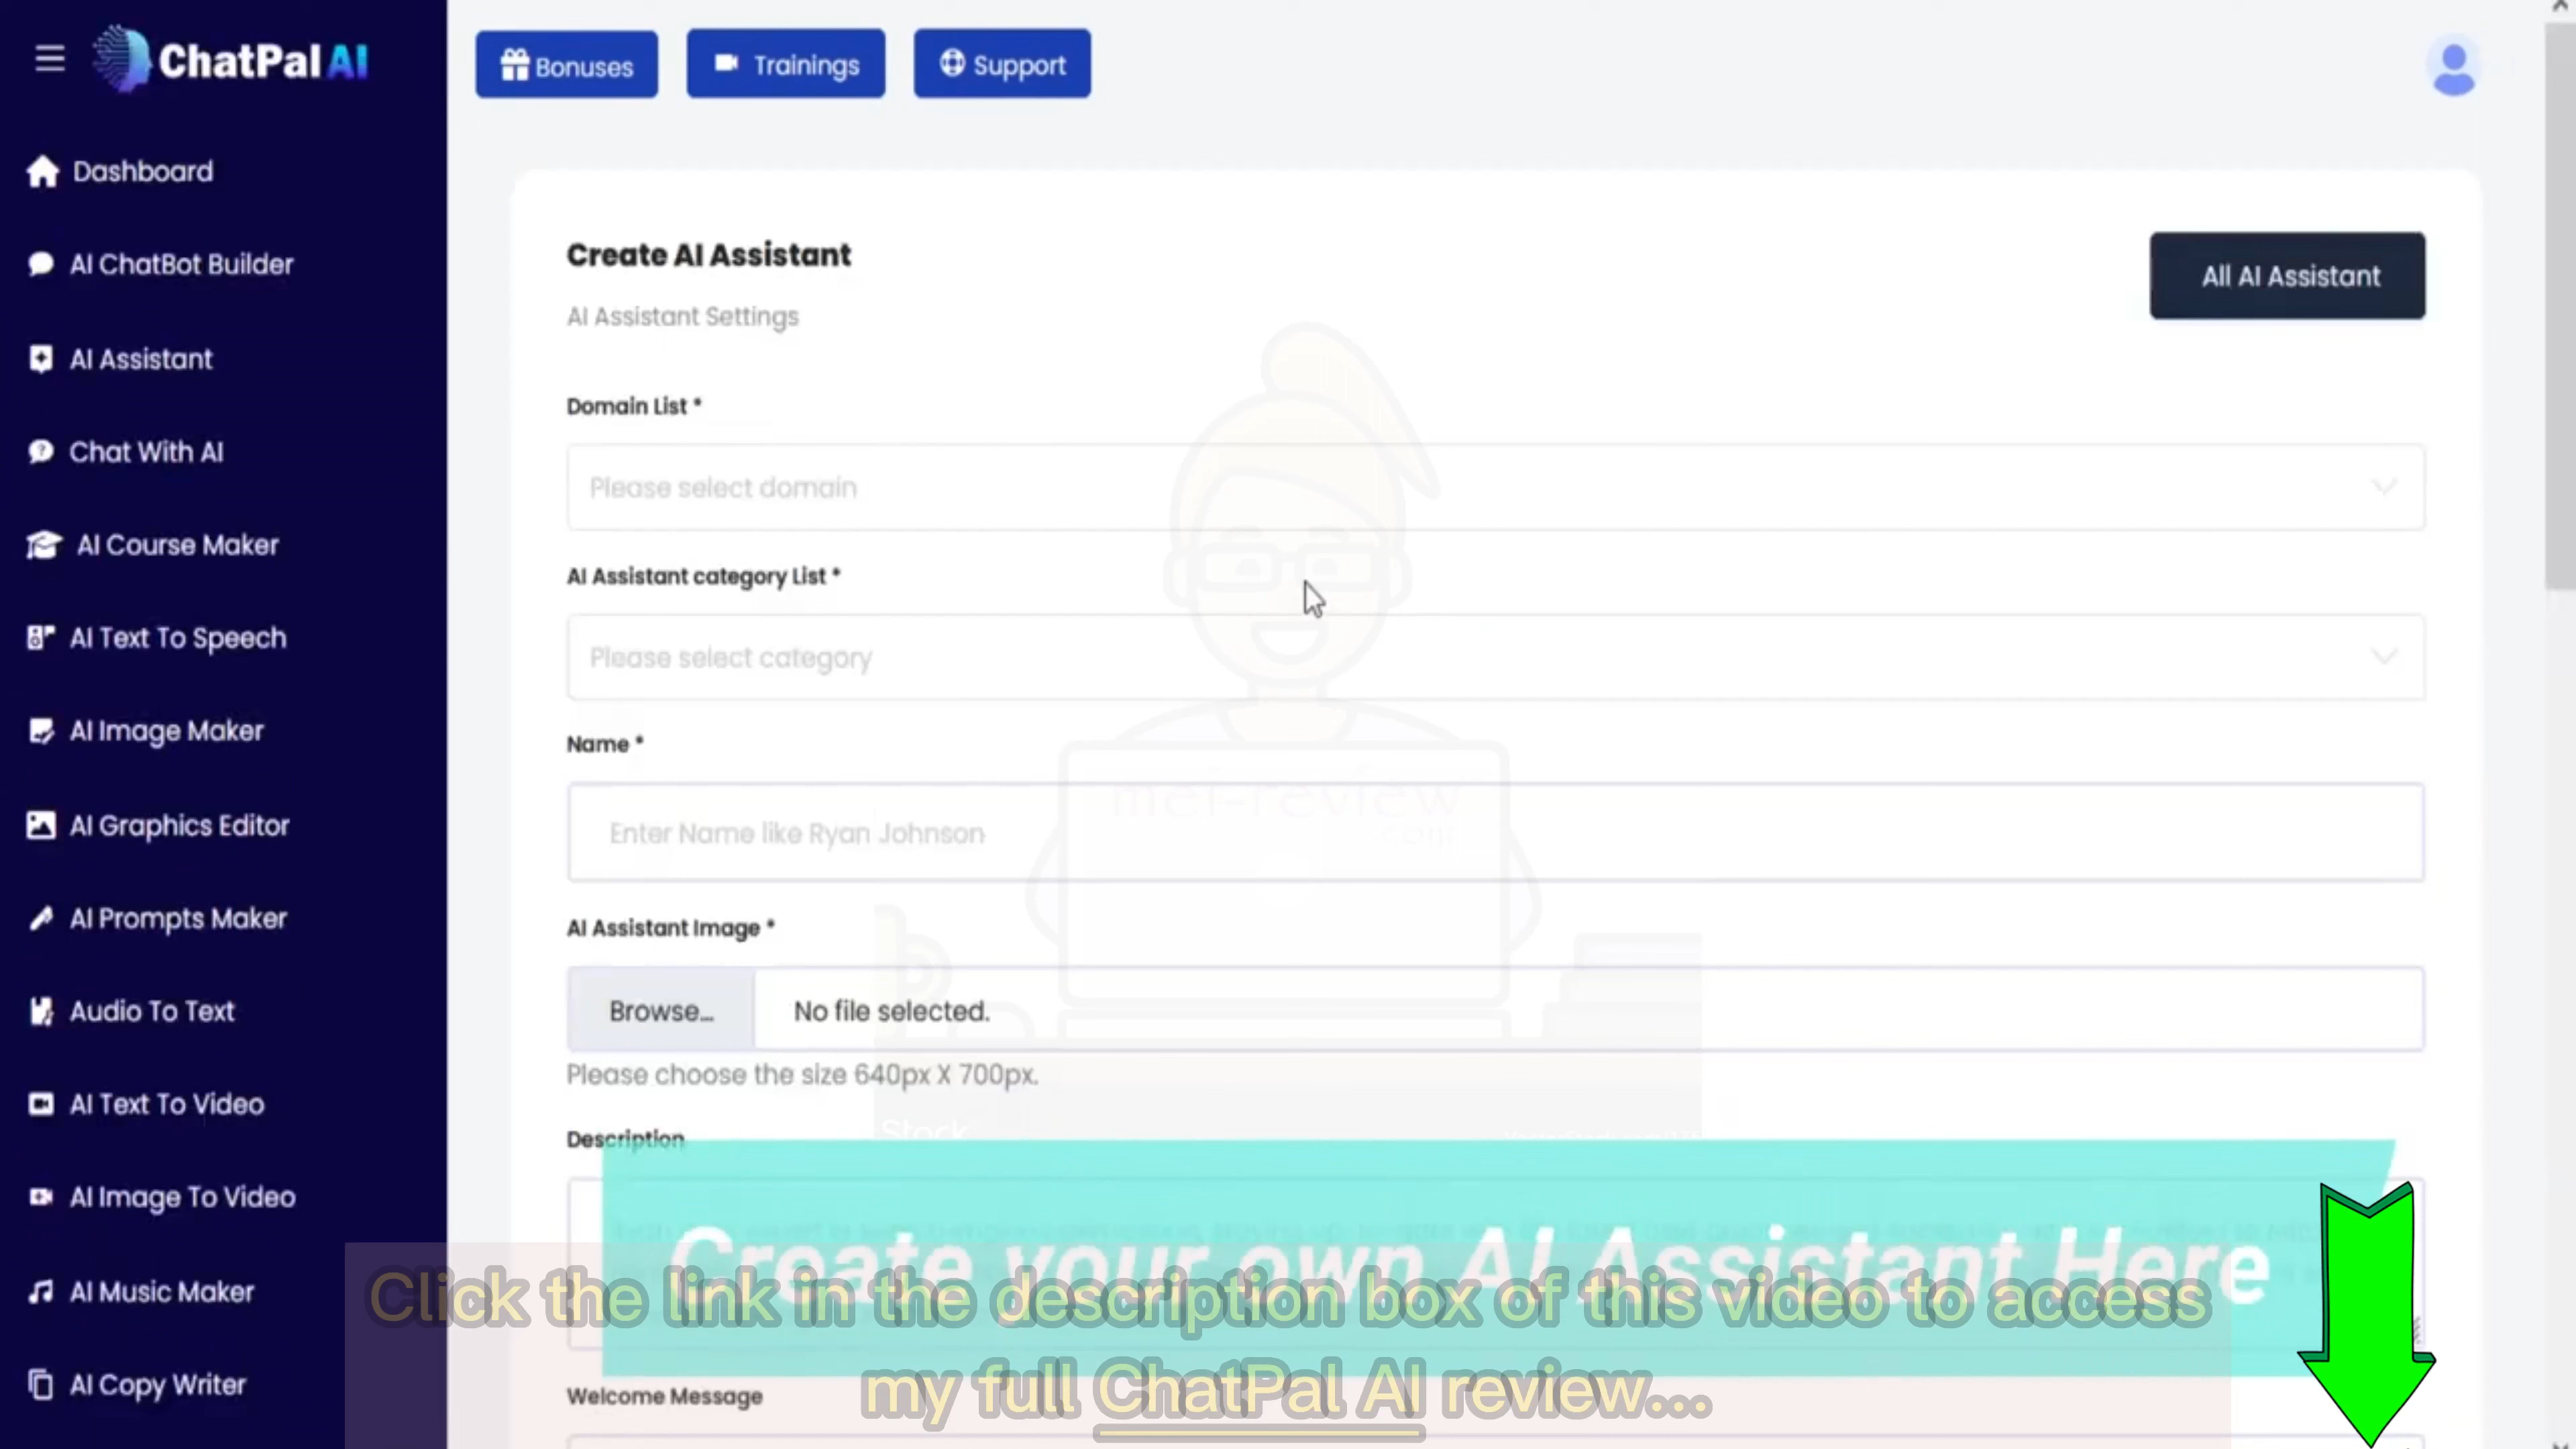 ChatPal AI
Bonuses
Trainings
Support
Dashboard
AI ChatBot Builder
AI Assistant
Chat With AI
AI Course Maker
AI Text To Speech
AI Image Maker
AI Graphics Editor
AI Prompts Maker
Audio To Text
AI Text To Video
AI Image To Video
AI Music Maker
AI Copy Writer
Create AI Assistant
All AI Assistant
AI Assistant Settings
Domain List *
Please select domain
AI Assistant category List *
Please select category
Name *
Enter Name like Ryan Johnson
mei-review
.com
AI Assistant Image *
Browse...
No file selected.
Please choose the size 640px X 700px.
Stock
Description
Create your own AI Assistant Here
Click the link in the description box of this video to access
my full ChatPal AI review...
Welcome Message